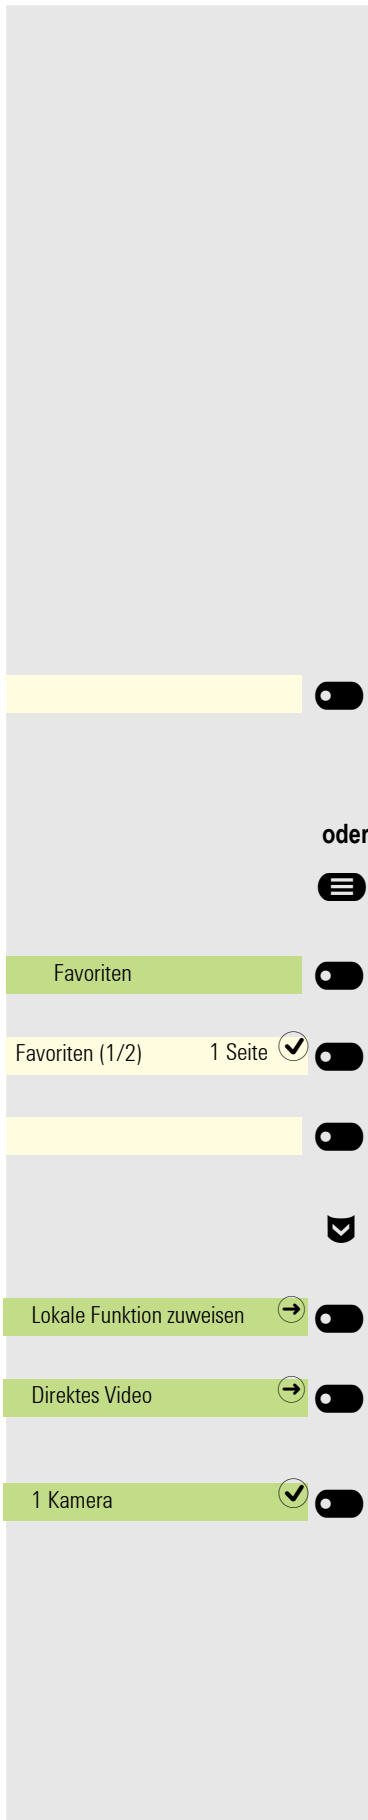 oder
Favoriten
Favoriten (1/2) 1 Seite
Lokale Funktion zuweisen
Direktes Video
1 Kamera